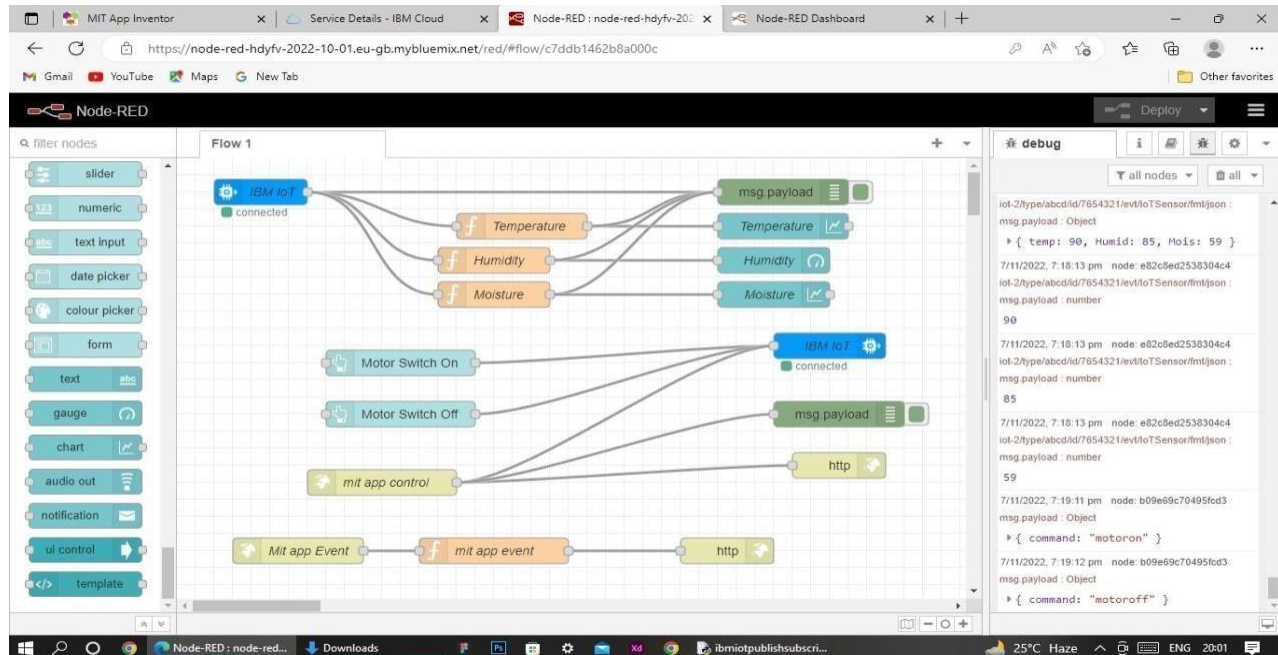 MIT App Inventor
Service Details - IBM Cloud
Node-RED : node-red-hdyfv-202
Node-RED Dashboard
https://node-red-hdyfv-2022-10-01.eu-gb.mybluemix.net/red/#flow/c7ddb1462b8a000c
Gmail YouTube Maps New Tab Other favorites
Node-RED Deploy
filter nodes
slider
numeric
text input
date picker
colour picker
form
text
gauge
chart
audio out
notification
ui control
template
Flow 1
IBM IoT
connected
Temperature
Humidity
Moisture
msg.payload
Temperature
Humidity
Moisture
Motor Switch On
Motor Switch Off
mit app control
IBM IoT
connected
msg.payload
http
Mit app Event
mit app event
http
debug
all nodes all
iot-2/type/abcd/id/7654321/evt/IoTSensor/fmt/json :
msg.payload : Object
{ temp: 90, Humid: 85, Mois: 59 }
7/11/2022, 7:18:13 pm node: e82c8ed2538304c4
iot-2/type/abcd/id/7654321/evt/IoTSensor/fmt/json :
msg.payload : number
90
7/11/2022, 7:18:13 pm node: e82c8ed2538304c4
iot-2/type/abcd/id/7654321/evt/IoTSensor/fmt/json :
msg.payload : number
85
7/11/2022, 7:18:13 pm node: e82c8ed2538304c4
iot-2/type/abcd/id/7654321/evt/IoTSensor/fmt/json :
msg.payload : number
59
7/11/2022, 7:19:11 pm node: b09e69c70495fcd3
msg.payload : Object
{ command: "motoron" }
7/11/2022, 7:19:12 pm node: b09e69c70495fcd3
msg.payload : Object
{ command: "motoroff" }
Node-RED : node-red... Downloads ibmiotpublishsubscri... 25°C Haze ENG 20:01